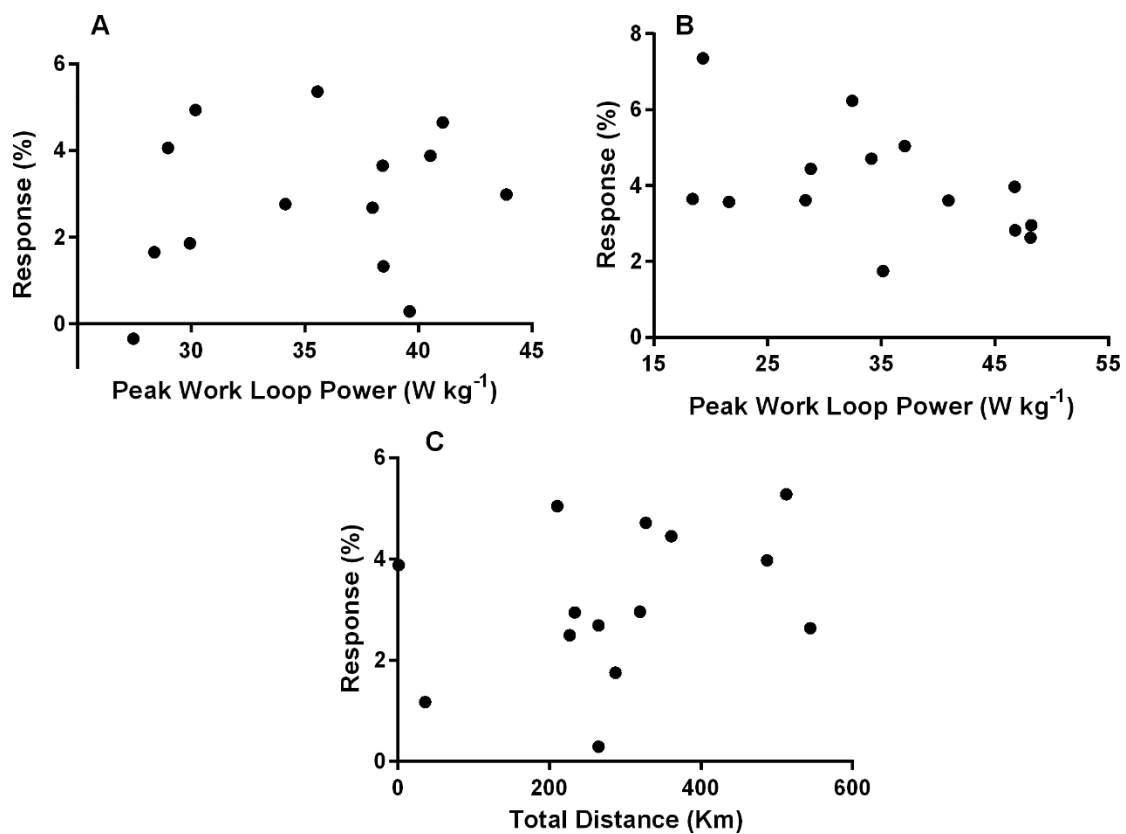 A
Response (%)
6
4
2
0
30 35 40 45
Peak Work Loop Power (W kg-1)
B
Response (%)
8
6
4
2
0
15 25 35 45 55
Peak Work Loop Power (W kg-1)
C
Response (%)
6
4
2
0
0 200 400 600
Total Distance (Km)